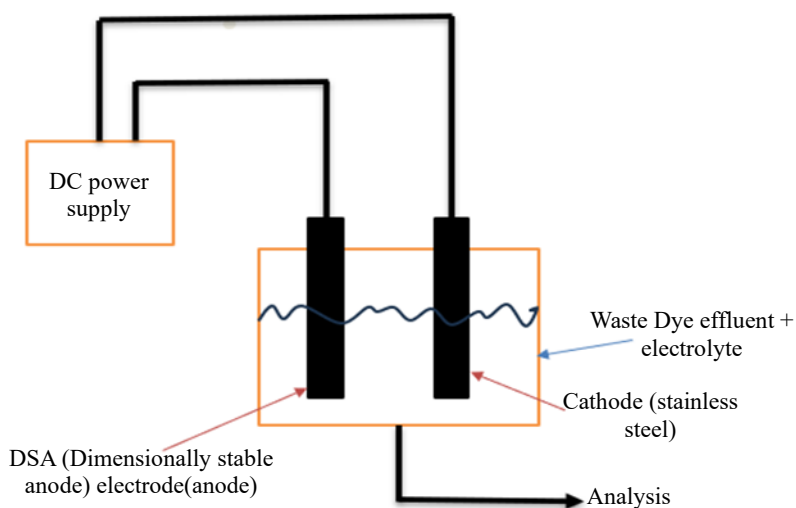 DC power
supply
Waste Dye effluent +
electrolyte
Cathode (stainless
steel)
DSA (Dimensionally stable
anode) electrode(anode)
Analysis